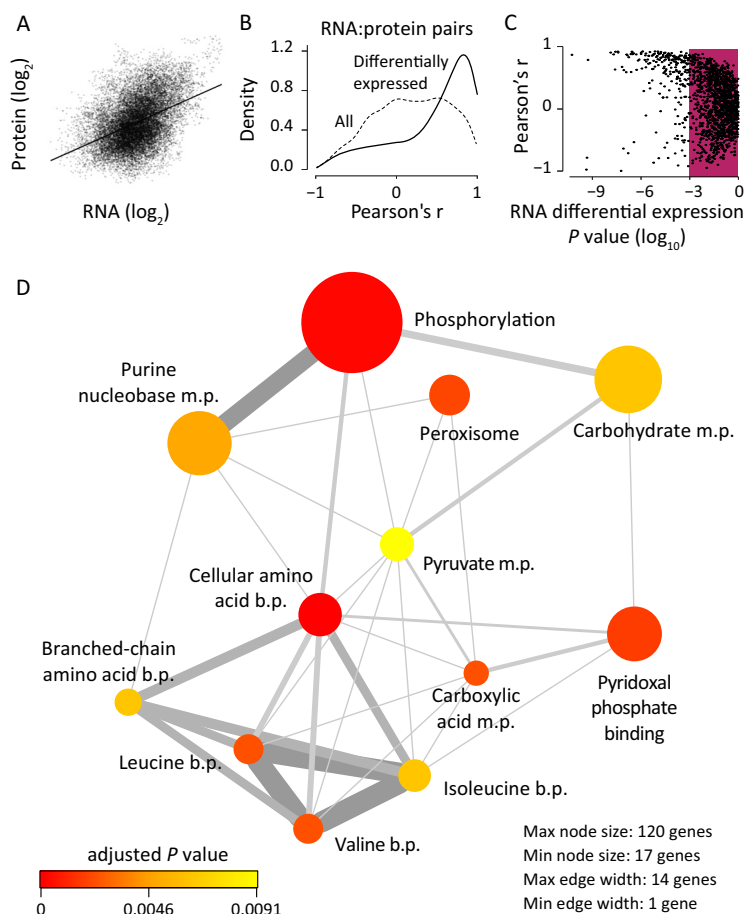 A
Protein (log2)
RNA (log2)
B
RNA:protein pairs
Density
1.2
0.8
0.4
0.0
Differentially
expressed
All
−1
0
1
Pearson's r
C
Pearson's r
1
0
−1
−9
−6
−3
0
RNA differential expression
P value (log10)
D
Phosphorylation
Purine
nucleobase m.p.
Peroxisome
Carbohydrate m.p.
Pyruvate m.p.
Cellular amino
acid b.p.
Branched-chain
amino acid b.p.
Carboxylic
acid m.p.
Pyridoxal
phosphate
binding
Leucine b.p.
Isoleucine b.p.
Valine b.p.
adjusted P value
0
0.0046
0.0091
Max node size: 120 genes
Min node size: 17 genes
Max edge width: 14 genes
Min edge width: 1 gene